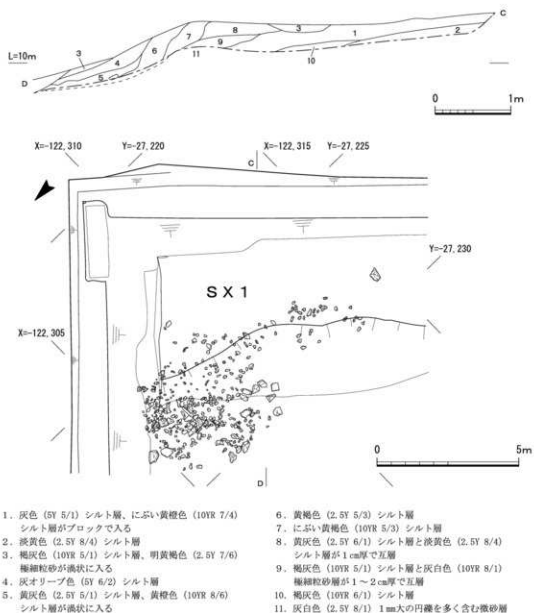 C
3
8
7
1
2
3
4
6
9
11
10
5
L=10m
D
0
1m
X=-122,310
Y=-27,220
C
X=-122,315
Y=-27,225
Y=-27,230
SX1
X=-122,305
0
5m
D
1. 灰色 (5Y 5/1) シルト層、にぶい黄橙色 (10YR 7/4)
シルト層がブロックで入る
2. 淡黄色 (2.5Y 8/4) シルト層
3. 褐灰色 (10YR 5/1) シルト層、明黄褐色 (2.5Y 7/6)
極細粒砂が渦状に入る
4. 灰オリーブ色 (5Y 6/2) シルト層
5. 黄灰色 (2.5Y 5/1) シルト層、黄橙色 (10YR 8/6)
シルト層が渦状に入る
6. 黄褐色 (2.5Y 5/3) シルト層
7. にぶい黄褐色 (10YR 5/3) シルト層
8. 黄灰色 (2.5Y 6/1) シルト層と淡黄色 (2.5Y 8/4)
シルト層が1㎝厚で互層
9. 褐灰色 (10YR 5/1) シルト層と灰白色 (10YR 8/1)
極細粒砂層が1～2㎝厚で互層
10. 褐灰色 (10YR 6/1) シルト層
11. 灰白色 (2.5Y 8/1) 1㎜大の円礫を多く含む微砂層